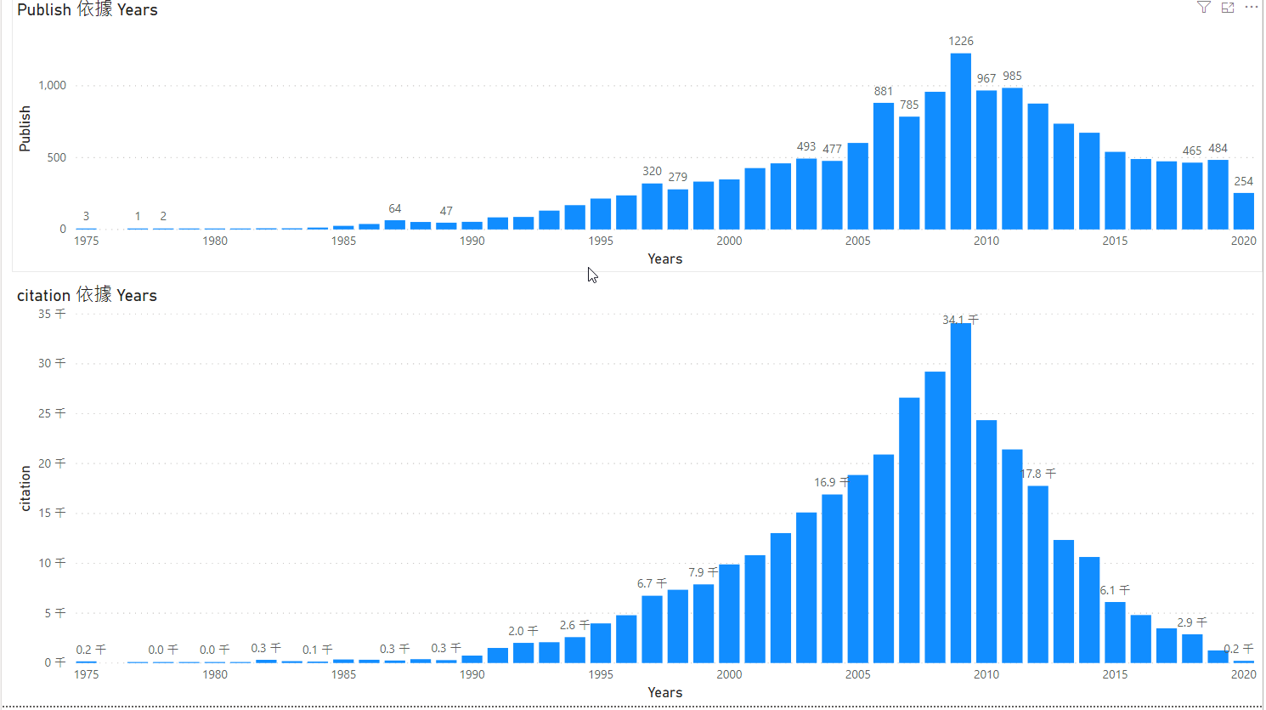 Publish 依據 Years
1226
1,000
967 985
881
785
Publish
500
493 477
465 484
320 279
254
3 1 2 64 47
0
1975 1980 1985 1990 1995 2000 2005 2010 2015 2020
Years
citation 依據 Years
35 千
34.1 千
30 千
25 千
20 千
citation
17.8 千
16.9 千
15 千
10 千
7.9 千
6.7 千
6.1 千
5 千
2.0 千 2.6 千 2.9 千
0.2 千 0.0 千 0.0 千 0.3 千 0.1 千 0.3 千 0.3 千 0.2 千
0 千
1975 1980 1985 1990 1995 2000 2005 2010 2015 2020
Years